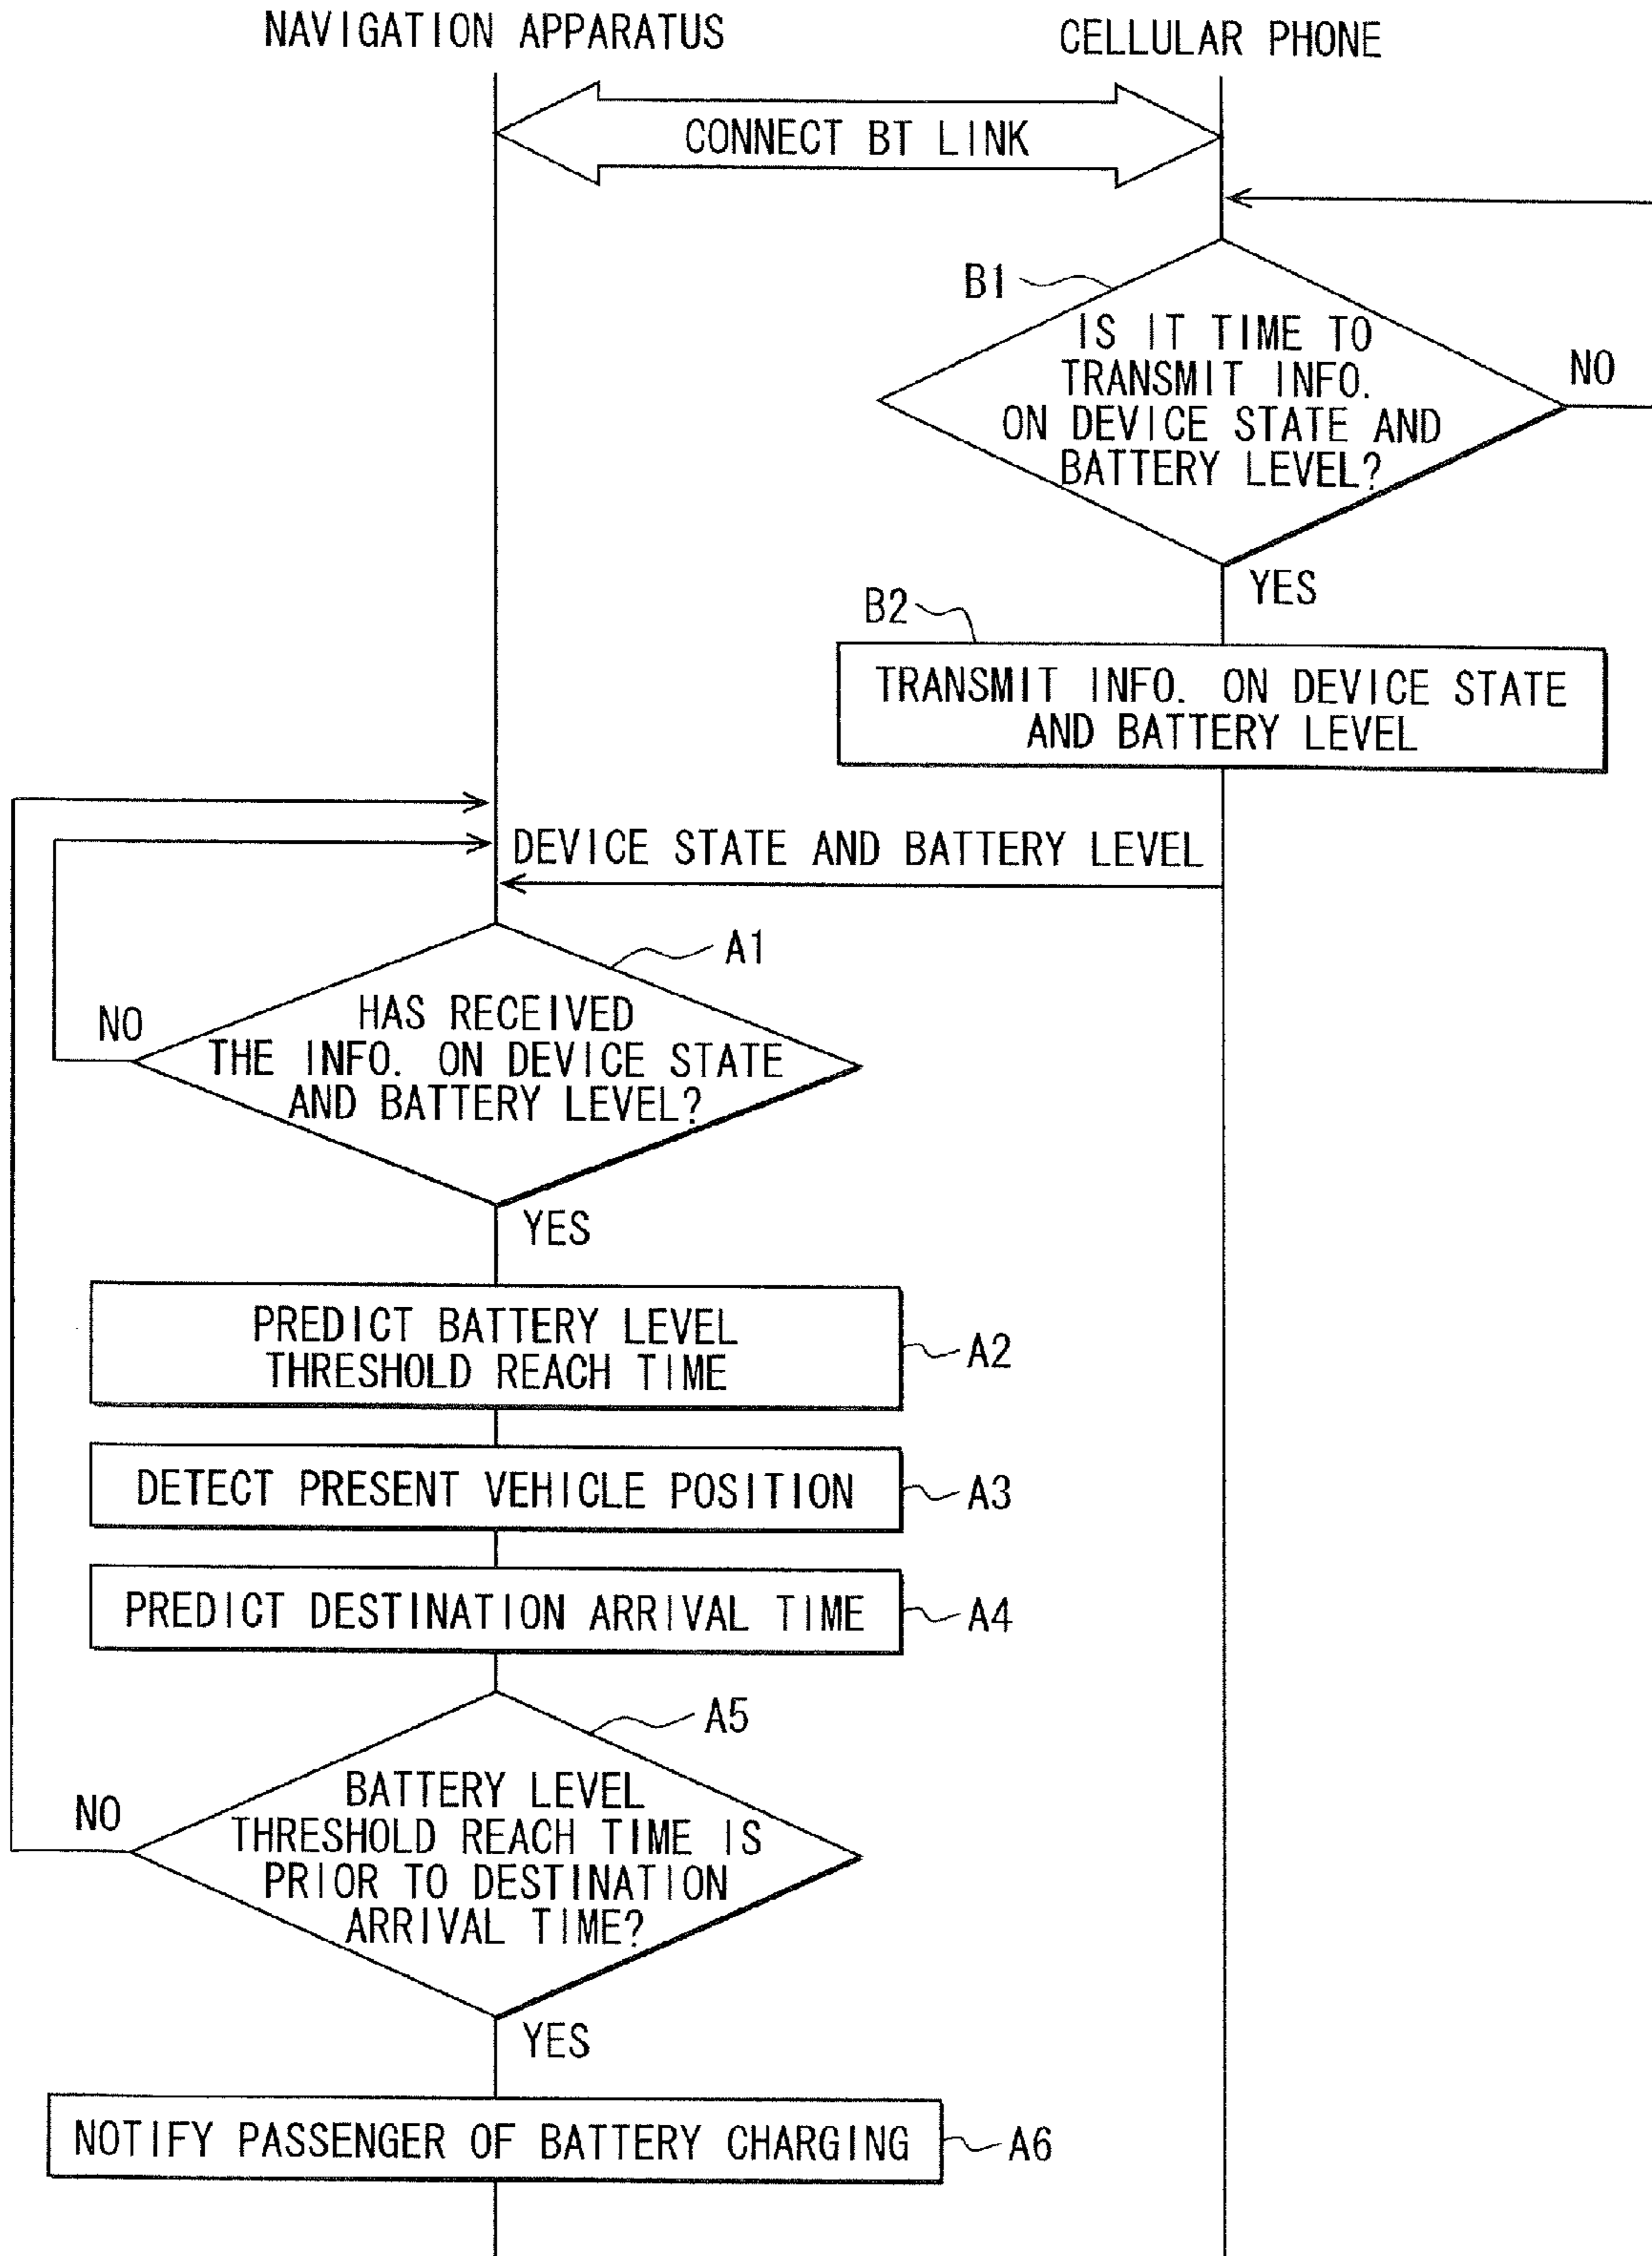 NAVIGATION APPARATUS
CELLULAR PHONE
CONNECT BT LINK
B1
IS IT TIME TO
TRANSMIT INFO.
ON DEVICE STATE AND
BATTERY LEVEL?
NO
YES
B2
TRANSMIT INFO. ON DEVICE STATE
AND BATTERY LEVEL
DEVICE STATE AND BATTERY LEVEL
A1
HAS RECEIVED
THE INFO. ON DEVICE STATE
AND BATTERY LEVEL?
NO
YES
PREDICT BATTERY LEVEL
THRESHOLD REACH TIME
A2
DETECT PRESENT VEHICLE POSITION
A3
PREDICT DESTINATION ARRIVAL TIME
A4
A5
BATTERY LEVEL
THRESHOLD REACH TIME IS
PRIOR TO DESTINATION
ARRIVAL TIME?
NO
YES
NOTIFY PASSENGER OF BATTERY CHARGING
A6